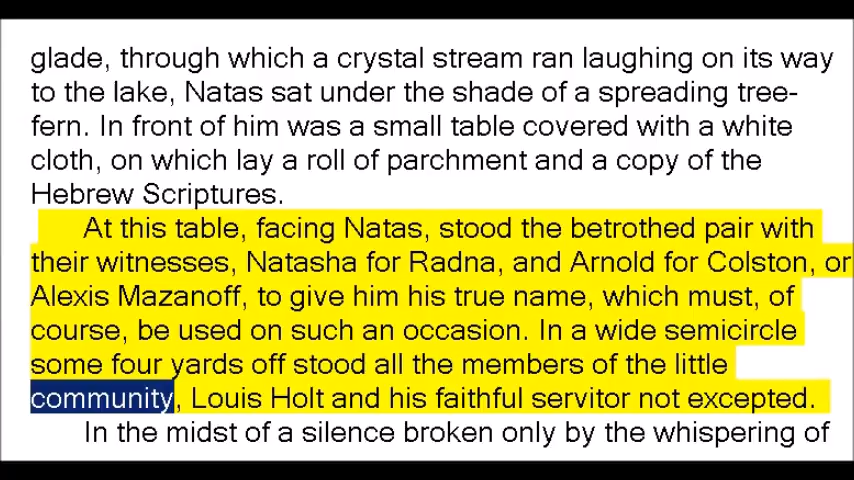 glade, through which a crystal stream ran laughing on its way
to the lake, Natas sat under the shade of a spreading tree-
fern. In front of him was a small table covered with a white
cloth, on which lay a roll of parchment and a copy of the
Hebrew Scriptures.
At this table, facing Natas, stood the betrothed pair with
their witnesses, Natasha for Radna, and Arnold for Colston, or
Alexis Mazanoff, to give him his true name, which must, of
course, be used on such an occasion. In a wide semicircle
some four yards off stood all the members of the little
community, Louis Holt and his faithful servitor not excepted.
In the midst of a silence broken only by the whispering of